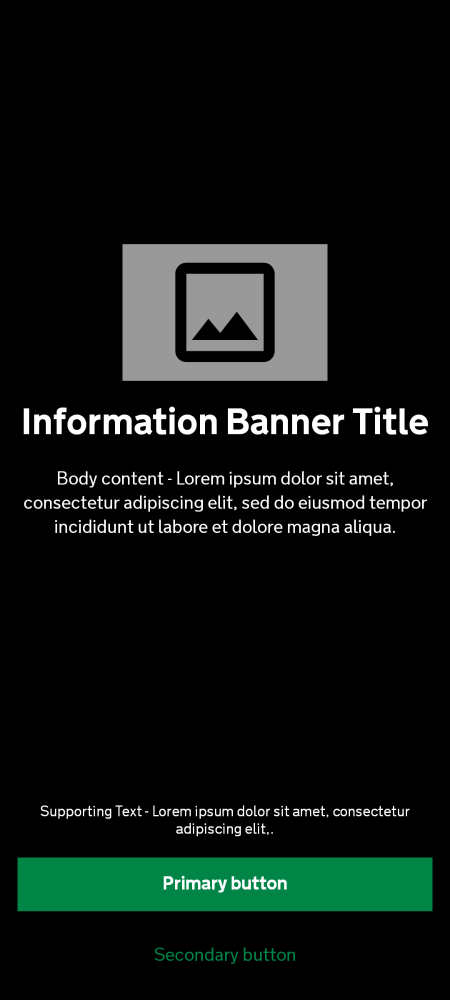 Information Banner Title
Body content - Lorem ipsum dolor sit amet,
consectetur adipiscing elit, sed do eiusmod tempor
incididunt ut labore et dolore magna aliqua.
Supporting Text - Lorem ipsum dolor sit amet, consectetur
adipiscing elit,.
Primary button
Secondary button